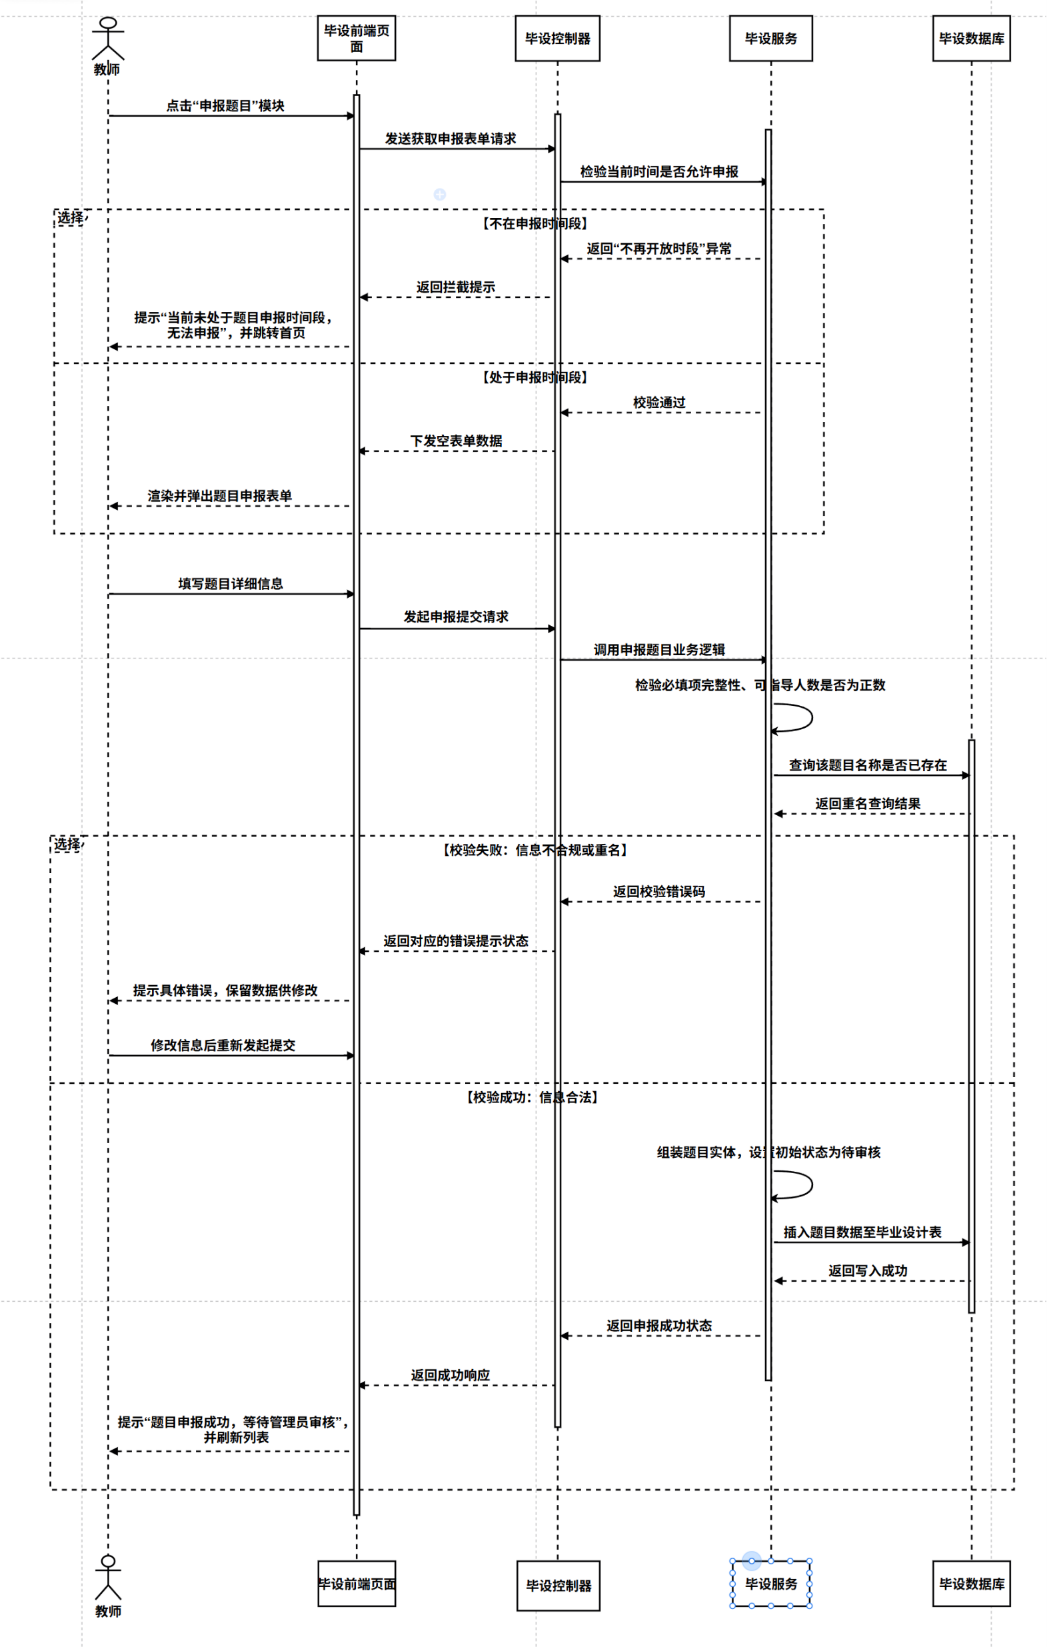 教师
毕设前端页
面
毕设控制器
毕设服务
毕设数据库
点击“申报题目”模块
发送获取申报表单请求
检验当前时间是否允许申报
选择
【不在申报时间段】
返回“不再开放时段”异常
返回拦截提示
提示“当前未处于题目申报时间段，
无法申报”，并跳转首页
【处于申报时间段】
校验通过
下发空表单数据
渲染并弹出题目申报表单
填写题目详细信息
发起申报提交请求
调用申报题目业务逻辑
检验必填项完整性、可指导人数是否为正数
查询该题目名称是否已存在
返回重名查询结果
选择
【校验失败：信息不合规或重名】
返回校验错误码
返回对应的错误提示状态
提示具体错误，保留数据供修改
修改信息后重新发起提交
【校验成功：信息合法】
组装题目实体，设置初始状态为待审核
插入题目数据至毕业设计表
返回写入成功
返回申报成功状态
返回成功响应
提示“题目申报成功，等待管理员审核”，
并刷新列表
教师
毕设前端页面
毕设控制器
毕设服务
毕设数据库